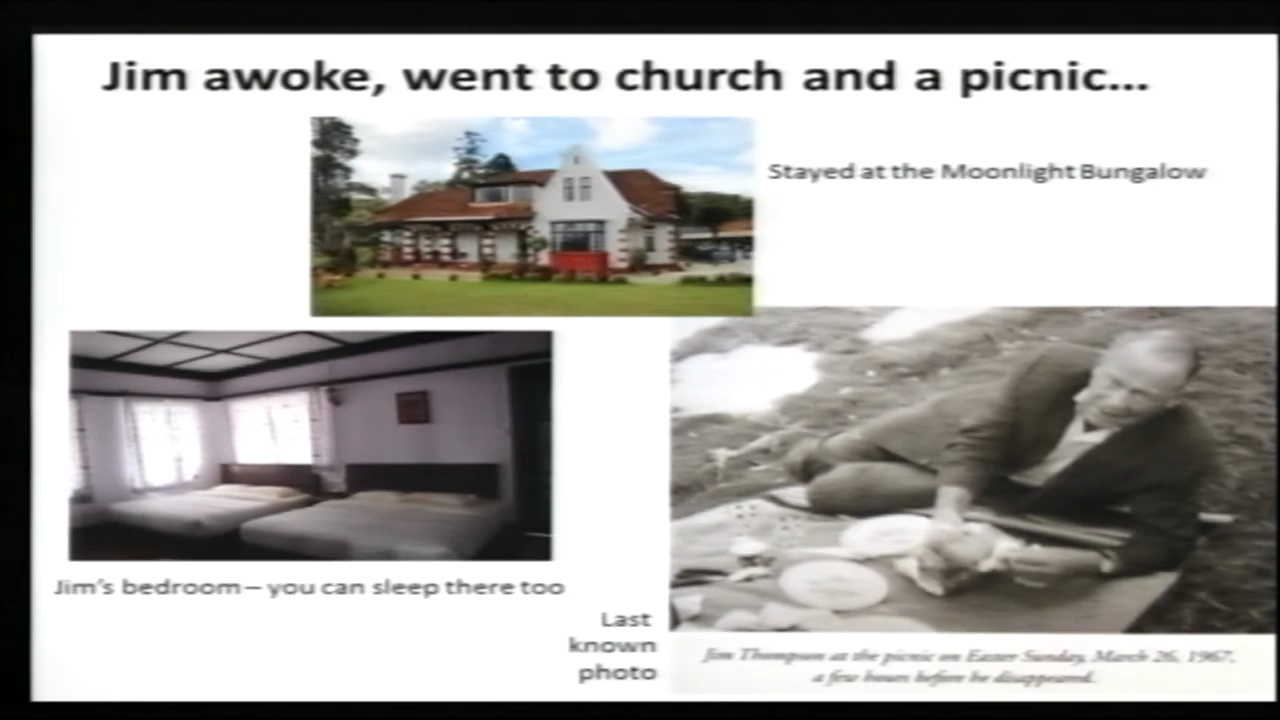 Jim awoke, went to church and a picnic...
Stayed at the Moonlight Bungalow
Jim's bedroom – you can sleep there too
Last
known
photo
Jim Thompson at the picnic on Easter Sunday, March 26, 1967,
a few hours before he disappeared.